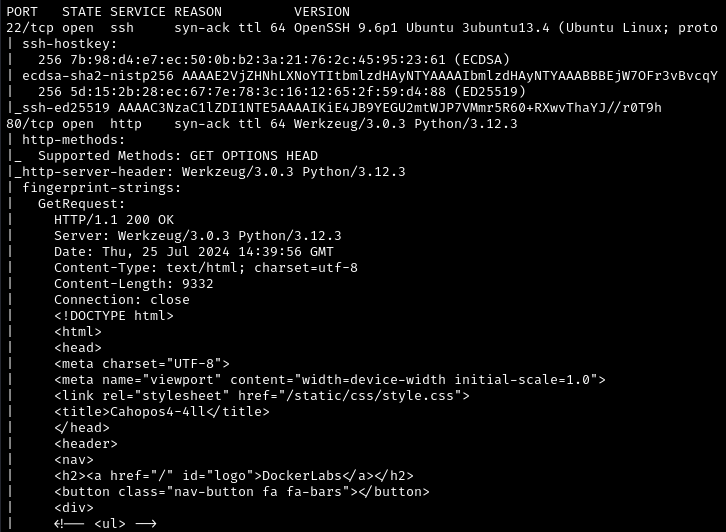 PORT   STATE SERVICE REASON         VERSION
22/tcp open  ssh     syn-ack ttl 64 OpenSSH 9.6p1 Ubuntu 3ubuntu13.4 (Ubuntu Linux; proto
| ssh-hostkey:
|   256 7b:98:d4:e7:ec:50:0b:b2:3a:21:76:2c:45:95:23:61 (ECDSA)
| ecdsa-sha2-nistp256 AAAAE2VjZHNhLXNoYTItbmlzdHAyNTYAAAAIbmlzdHAyNTYAAABBBEjW7OFr3vBvcqY
|   256 5d:15:2b:28:ec:67:7e:78:3c:16:12:65:2f:59:d4:88 (ED25519)
|_ssh-ed25519 AAAAC3NzaC1lZDI1NTE5AAAAIKiE4JB9YEGU2mtWJP7VMmr5R60+RXwvThaYJ//r0T9h
80/tcp open  http    syn-ack ttl 64 Werkzeug/3.0.3 Python/3.12.3
| http-methods:
|_  Supported Methods: GET OPTIONS HEAD
|_http-server-header: Werkzeug/3.0.3 Python/3.12.3
| fingerprint-strings:
|   GetRequest:
|     HTTP/1.1 200 OK
|     Server: Werkzeug/3.0.3 Python/3.12.3
|     Date: Thu, 25 Jul 2024 14:39:56 GMT
|     Content-Type: text/html; charset=utf-8
|     Content-Length: 9332
|     Connection: close
|     <!DOCTYPE html>
|     <html>
|     <head>
|     <meta charset="UTF-8">
|     <meta name="viewport" content="width=device-width initial-scale=1.0">
|     <link rel="stylesheet" href="/static/css/style.css">
|     <title>Cahopos4-4ll</title>
|     </head>
|     <header>
|     <nav>
|     <h2><a href="/" id="logo">DockerLabs</a></h2>
|     <button class="nav-button fa fa-bars"></button>
|     <div>
|     <!-- <ul> -->